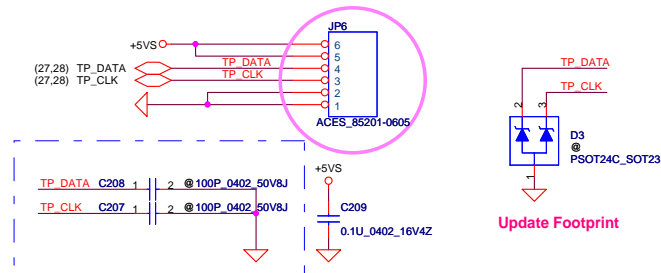 JP6
+5VS
6
5
(27,28) TP_DATA TP_DATA 4
(27,28) TP_CLK TP_CLK 3
2
1
ACES_85201-0605
TP_DATA
TP_CLK
2 3
D3
@
PSOT24C_SOT23
1
Update Footprint
TP_DATA C208 1 2 @100P_0402_50V8J
TP_CLK C207 1 2 @100P_0402_50V8J
+5VS
C209
0.1U_0402_16V4Z